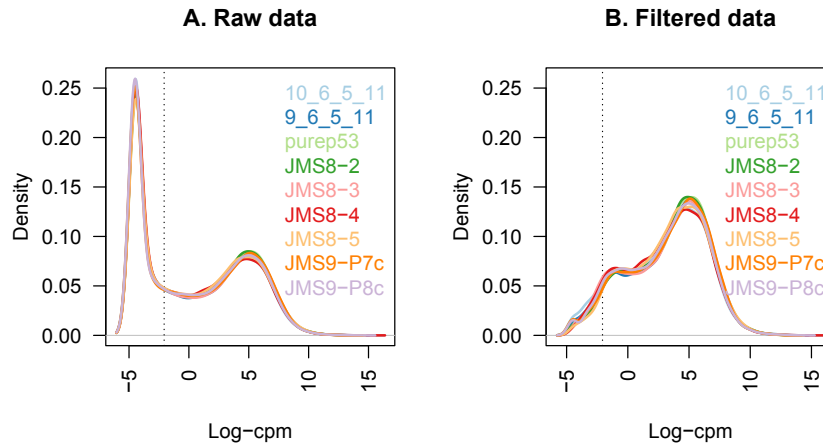 A. Raw data
Density
0.25
0.20
0.15
0.10
0.05
0.00
10_6_5_11
9_6_5_11
purep53
JMS8−2
JMS8−3
JMS8−4
JMS8−5
JMS9−P7c
JMS9−P8c
−5
0
5
10
15
Log−cpm
B. Filtered data
Density
0.25
0.20
0.15
0.10
0.05
0.00
10_6_5_11
9_6_5_11
purep53
JMS8−2
JMS8−3
JMS8−4
JMS8−5
JMS9−P7c
JMS9−P8c
−5
0
5
10
15
Log−cpm